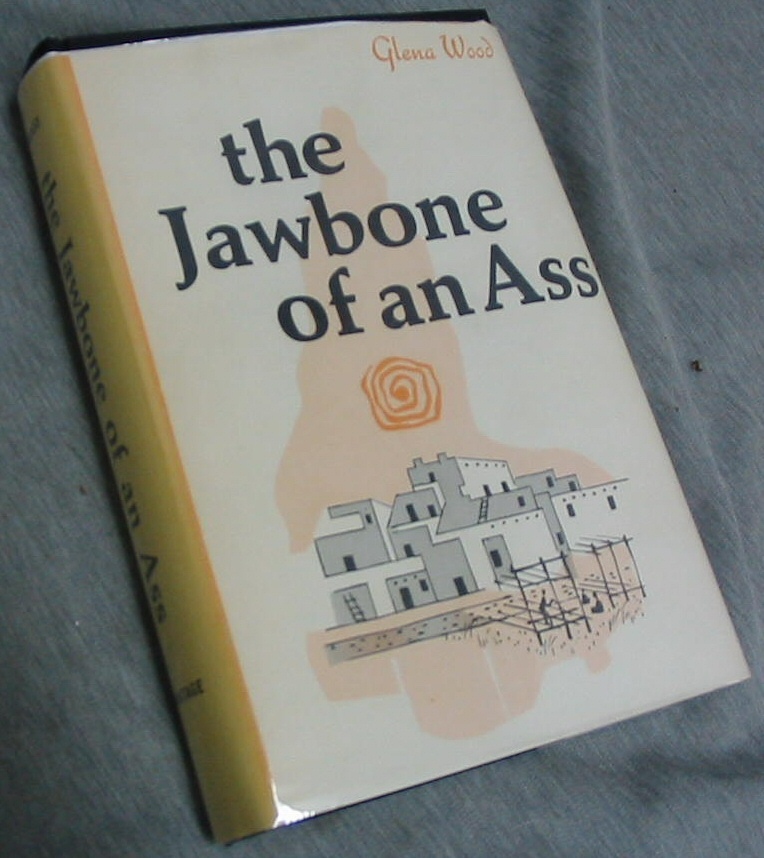 Glena Wood
the
Jawbone
of an Ass
the Jawbone of an Ass